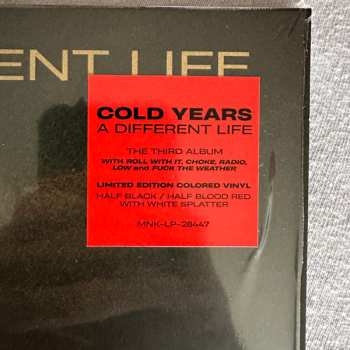 ENT LIFE
COLD YEARS
A DIFFERENT LIFE
THE THIRD ALBUM
WITH ROLL WITH IT, CHOKE, RADIO,
LOW and FUCK THE WEATHER
LIMITED EDITION COLORED VINYL
HALF BLACK / HALF BLOOD RED
WITH WHITE SPLATTER
MNK-LP-28447